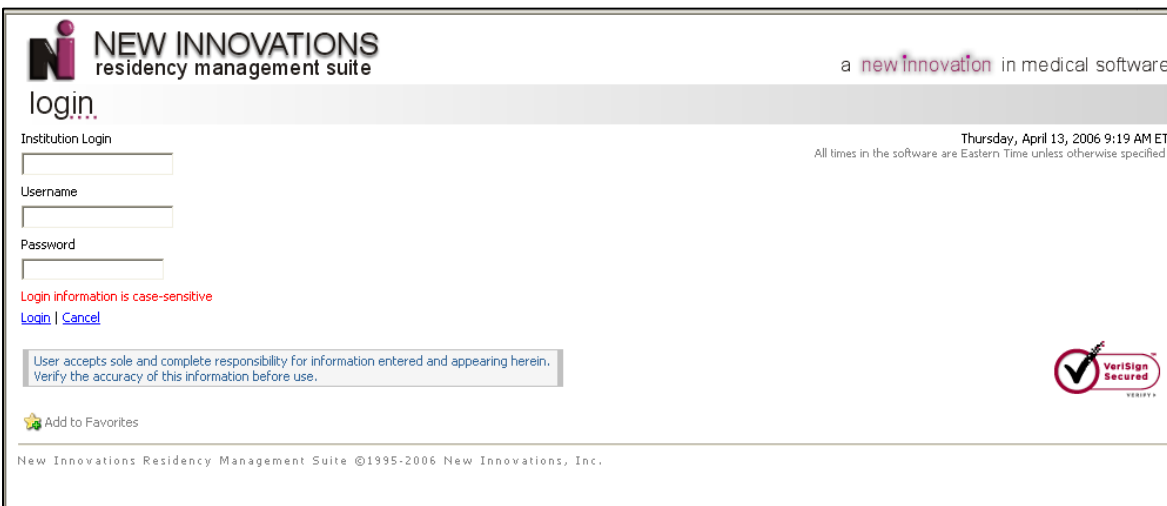 NEW INNOVATIONS
residency management suite
a new innovation in medical software
login
Institution Login
Thursday, April 13, 2006 9:19 AM ET
All times in the software are Eastern Time unless otherwise specified
Username
Password
Login information is case-sensitive
Login | Cancel
User accepts sole and complete responsibility for information entered and appearing herein.
Verify the accuracy of this information before use.
VeriSign
Secured
VERIFY
Add to Favorites
New Innovations Residency Management Suite ©1995-2006 New Innovations, Inc.